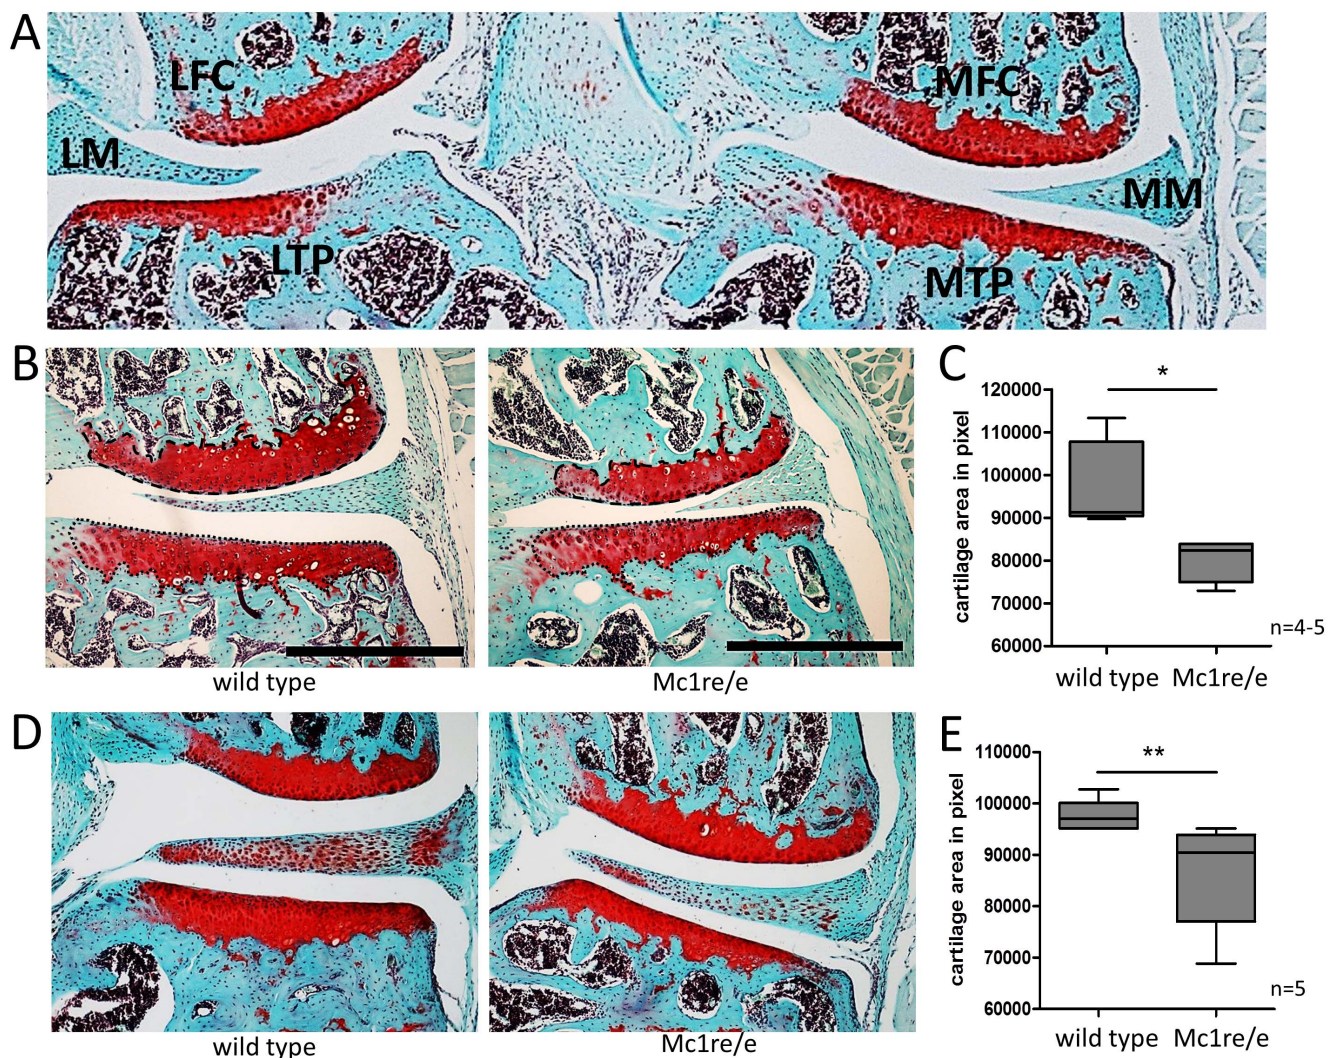 A
LFC
MFC
LM
MM
LTP
MTP
B
wild type
Mc1re/e
C
cartilage area in pixel
120000
110000
100000
90000
80000
70000
60000
*
n=4-5
wild type
Mc1re/e
D
wild type
Mc1re/e
E
cartilage area in pixel
110000
100000
90000
80000
70000
60000
**
n=5
wild type
Mc1re/e